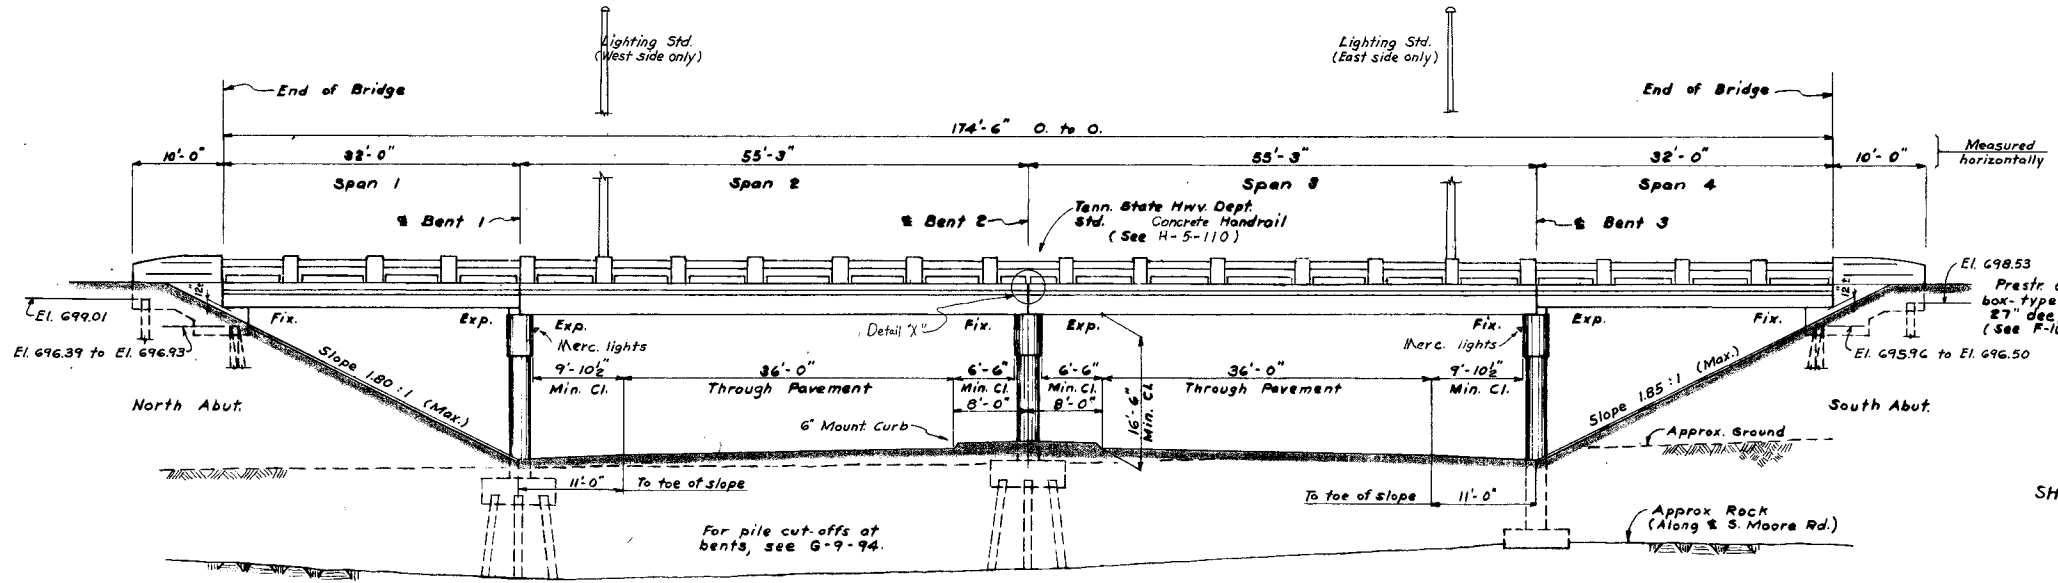 Lighting Std.
(West side only)
Lighting Std.
(East side only)
End of Bridge
End of Bridge
174'-6" O. to O.
10'-0"
32'-0"
55'-3"
55'-3"
32'-0"
10'-0"
Measured
horizontally
Span 1
Span 2
Span 3
Span 4
℄ Bent 1
℄ Bent 2
Tenn. State Hwy. Dept.
Std. Concrete Handrail
(See H-5-110)
℄ Bent 3
El. 698.53
Prestr.
box-type
27"
(See
El. 699.01
12"
Fix.
Exp.
Exp.
Detail "X"
Fix.
Exp.
Fix.
Exp.
Fix.
12"
El. 696.39 to El. 696.93
Merc. lights
Merc. lights
El. 695.96 to El. 696.50
Slope 1.80:1 (Max.)
9'-10½"
Min. Cl.
36'-0"
Through Pavement
6'-6"
Min. Cl.
8'-0"
6'-6"
Min. Cl.
8'-0"
16'-6"
Min. Cl.
36'-0"
Through Pavement
9'-10½"
Min. Cl.
Slope 1.85:1 (Max.)
North Abut.
South Abut.
6" Mount. Curb
Approx. Ground
11'-0" To toe of slope
To toe of slope 11'-0"
For pile cut-offs at
bents, see G-9-94.
Approx Rock
(Along ℄ S. Moore Rd.)